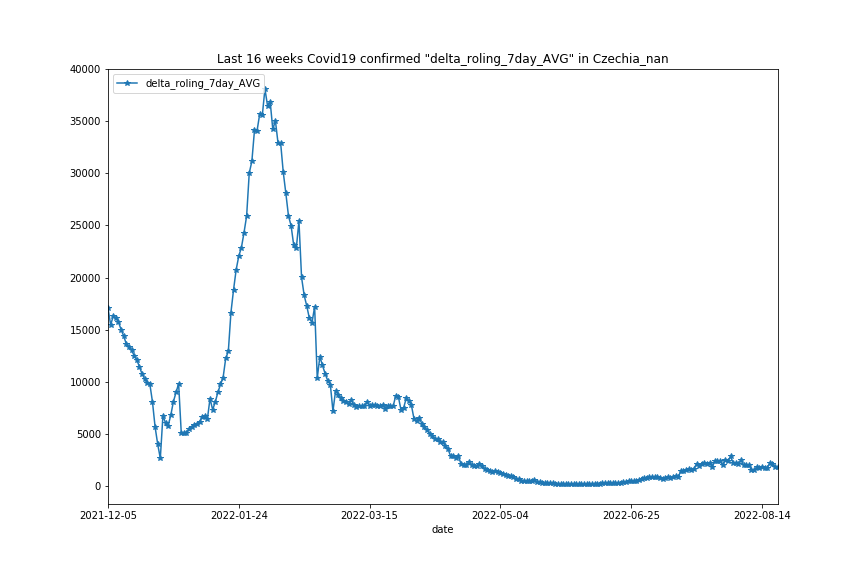 Last 16 weeks Covid19 confirmed "delta_roling_7day_AVG" in Czechia_nan
delta_roling_7day_AVG
40000
35000
30000
25000
20000
15000
10000
5000
0
2021-12-05 2022-01-24 2022-03-15 2022-05-04 2022-06-25 2022-08-14
date